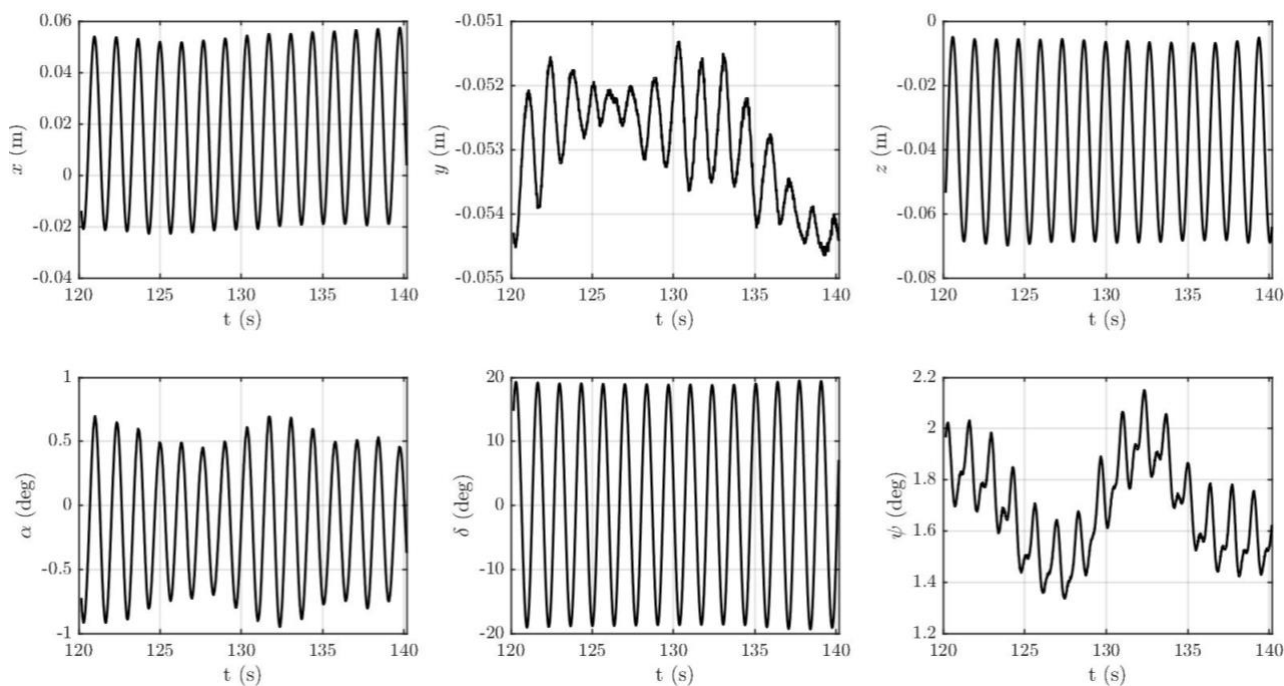 0.06
0.04
0.02
0
-0.02
-0.04
x (m)
120 125 130 135 140
t (s)
-0.051
-0.052
-0.053
-0.054
-0.055
y (m)
120 125 130 135 140
t (s)
0
-0.02
-0.04
-0.06
-0.08
z (m)
120 125 130 135 140
t (s)
1
0.5
0
-0.5
-1
α (deg)
120 125 130 135 140
t (s)
20
10
0
-10
-20
δ (deg)
120 125 130 135 140
t (s)
2.2
2
1.8
1.6
1.4
1.2
ψ (deg)
120 125 130 135 140
t (s)